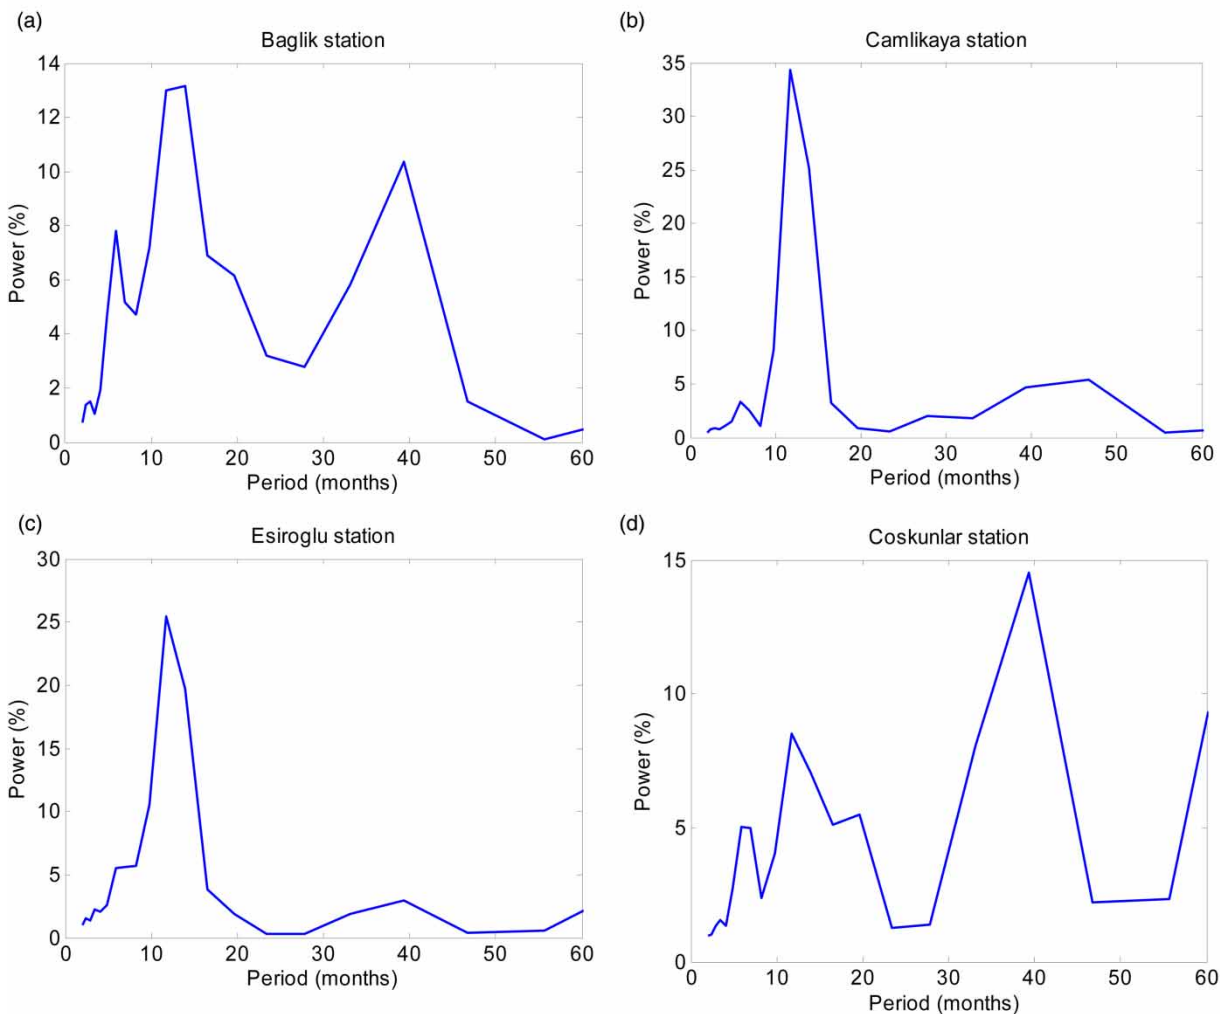 (a)
Baglik station
14
12
10
8
6
4
2
0
Power (%)
0 10 20 30 40 50 60
Period (months)
(b)
Camlikaya station
35
30
25
20
15
10
5
0
Power (%)
0 10 20 30 40 50 60
Period (months)
(c)
Esiroglu station
30
25
20
15
10
5
0
Power (%)
0 10 20 30 40 50 60
Period (months)
(d)
Coskunlar station
15
10
5
0
Power (%)
0 10 20 30 40 50 60
Period (months)